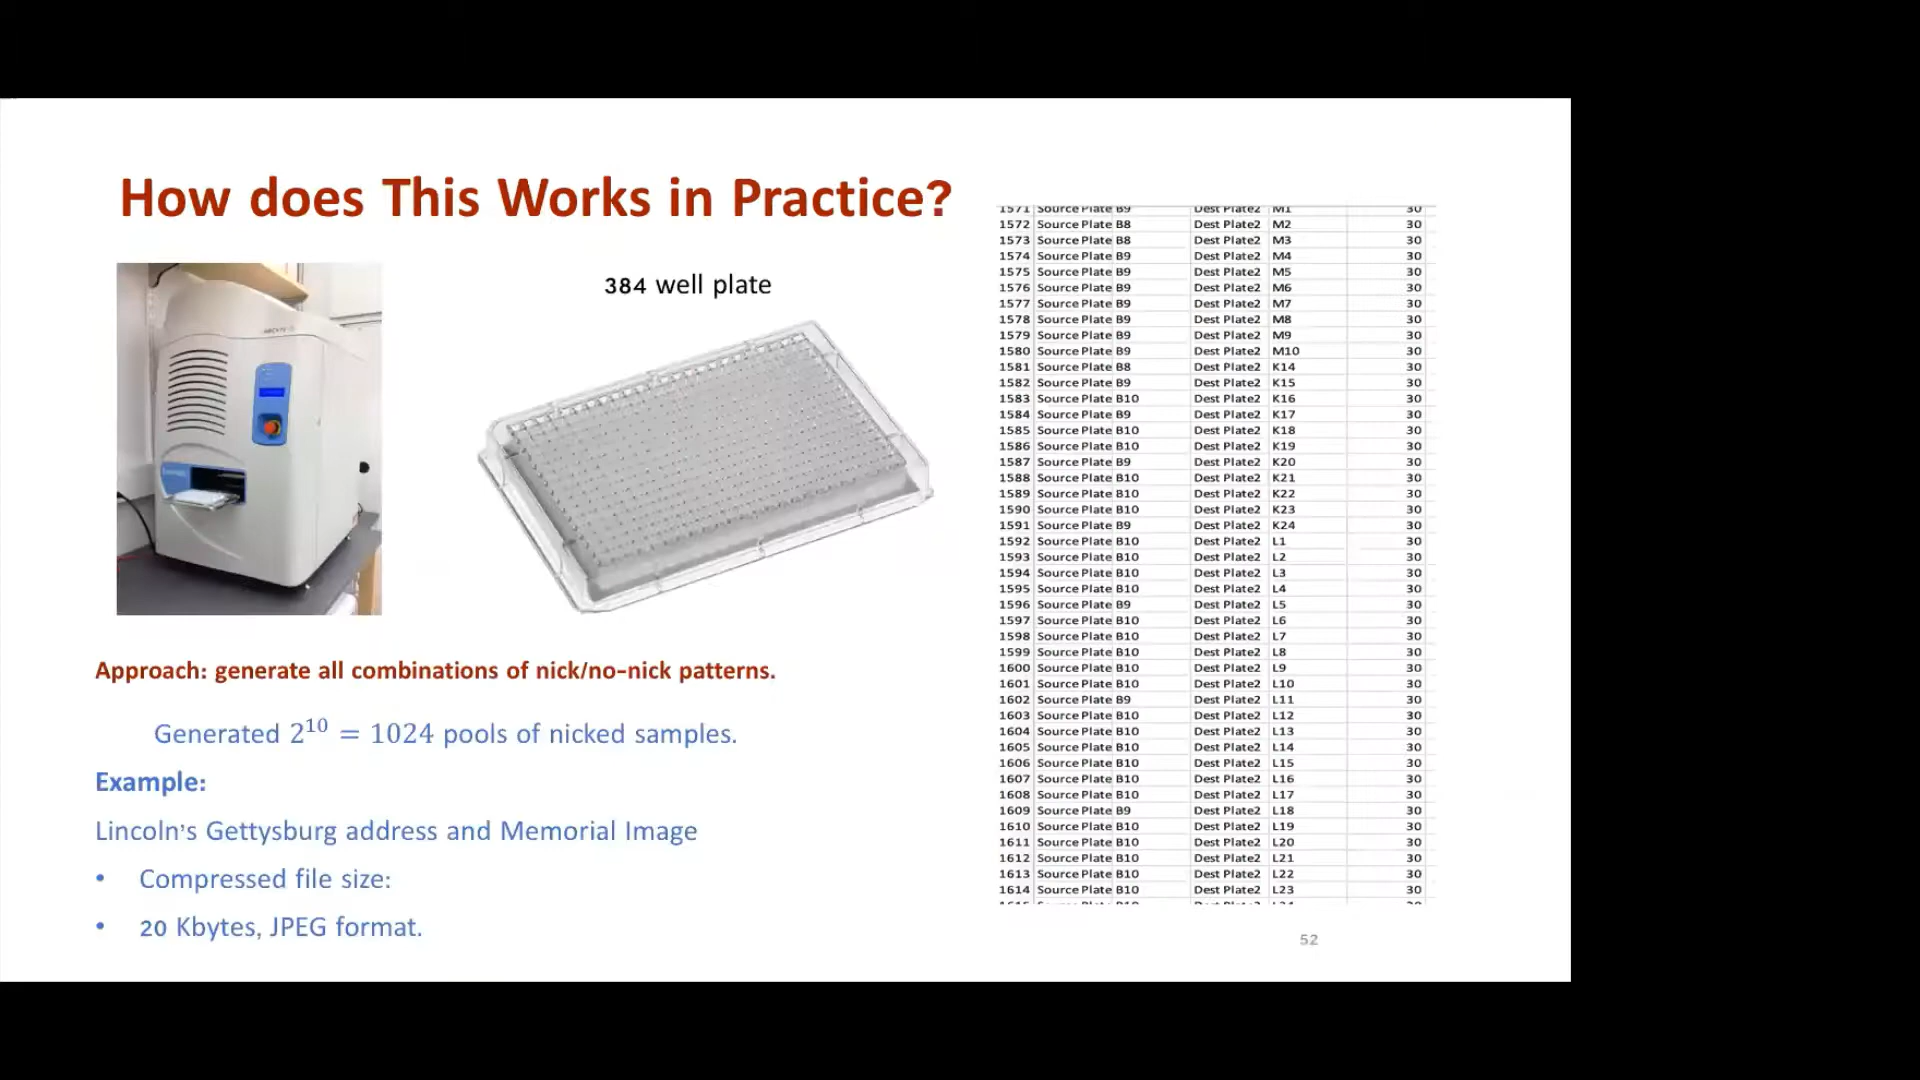 How does This Works in Practice?
384 well plate
Approach: generate all combinations of nick/no-nick patterns.
Generated 2^10 = 1024 pools of nicked samples.
Example:
Lincoln's Gettysburg address and Memorial Image
• Compressed file size:
• 20 Kbytes, JPEG format.
1571 Source Plate B9 Dest Plate2 M1 30
1572 Source Plate B8 Dest Plate2 M2 30
1573 Source Plate B8 Dest Plate2 M3 30
1574 Source Plate B9 Dest Plate2 M4 30
1575 Source Plate B9 Dest Plate2 M5 30
1576 Source Plate B9 Dest Plate2 M6 30
1577 Source Plate B9 Dest Plate2 M7 30
1578 Source Plate B9 Dest Plate2 M8 30
1579 Source Plate B9 Dest Plate2 M9 30
1580 Source Plate B9 Dest Plate2 M10 30
1581 Source Plate B8 Dest Plate2 K14 30
1582 Source Plate B9 Dest Plate2 K15 30
1583 Source Plate B10 Dest Plate2 K16 30
1584 Source Plate B9 Dest Plate2 K17 30
1585 Source Plate B10 Dest Plate2 K18 30
1586 Source Plate B10 Dest Plate2 K19 30
1587 Source Plate B9 Dest Plate2 K20 30
1588 Source Plate B10 Dest Plate2 K21 30
1589 Source Plate B10 Dest Plate2 K22 30
1590 Source Plate B10 Dest Plate2 K23 30
1591 Source Plate B9 Dest Plate2 K24 30
1592 Source Plate B10 Dest Plate2 L1 30
1593 Source Plate B10 Dest Plate2 L2 30
1594 Source Plate B10 Dest Plate2 L3 30
1595 Source Plate B10 Dest Plate2 L4 30
1596 Source Plate B9 Dest Plate2 L5 30
1597 Source Plate B10 Dest Plate2 L6 30
1598 Source Plate B10 Dest Plate2 L7 30
1599 Source Plate B10 Dest Plate2 L8 30
1600 Source Plate B10 Dest Plate2 L9 30
1601 Source Plate B10 Dest Plate2 L10 30
1602 Source Plate B9 Dest Plate2 L11 30
1603 Source Plate B10 Dest Plate2 L12 30
1604 Source Plate B10 Dest Plate2 L13 30
1605 Source Plate B10 Dest Plate2 L14 30
1606 Source Plate B10 Dest Plate2 L15 30
1607 Source Plate B10 Dest Plate2 L16 30
1608 Source Plate B10 Dest Plate2 L17 30
1609 Source Plate B9 Dest Plate2 L18 30
1610 Source Plate B10 Dest Plate2 L19 30
1611 Source Plate B10 Dest Plate2 L20 30
1612 Source Plate B10 Dest Plate2 L21 30
1613 Source Plate B10 Dest Plate2 L22 30
1614 Source Plate B10 Dest Plate2 L23 30
52